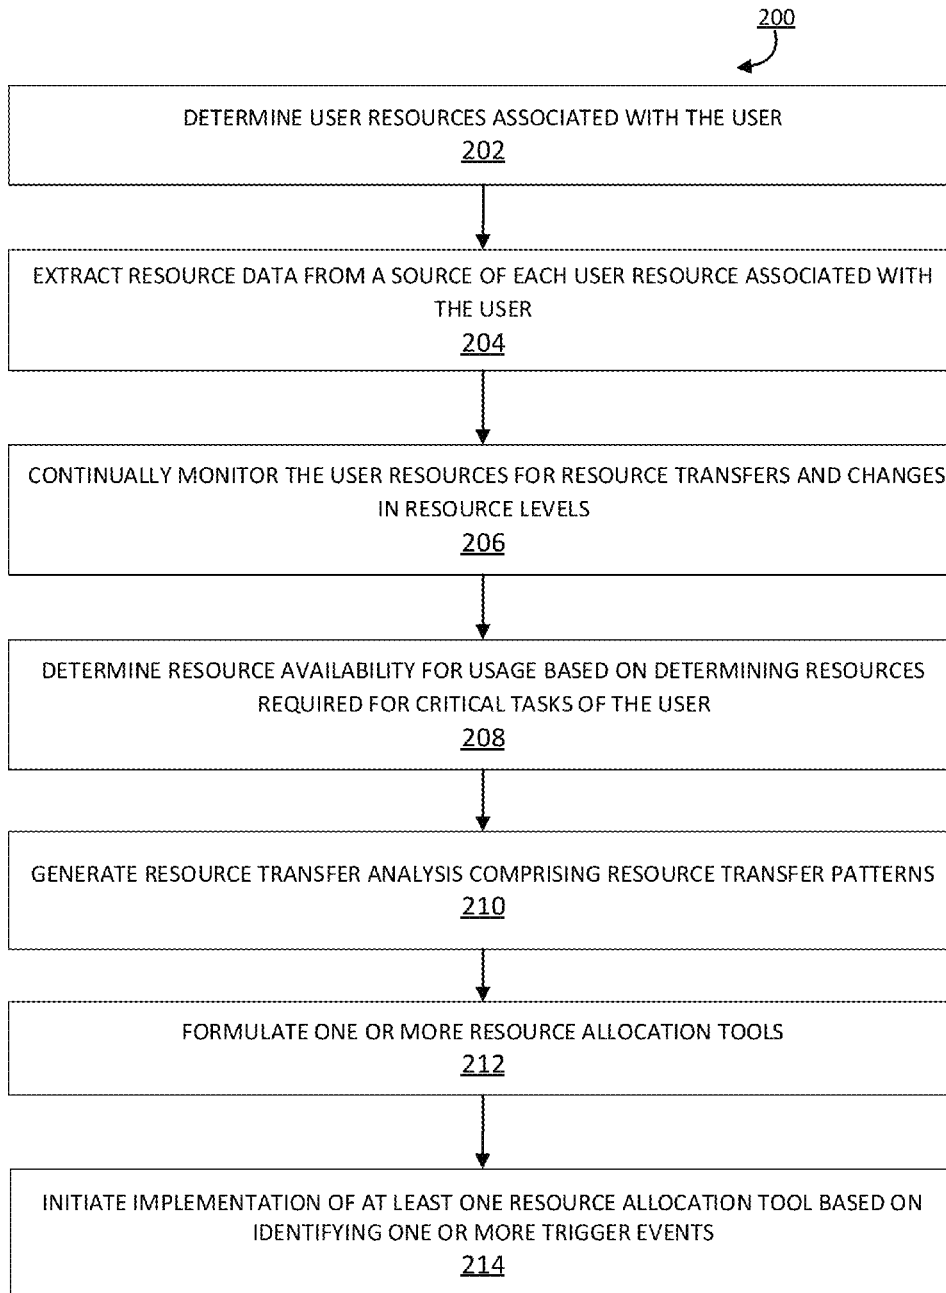 200
DETERMINE USER RESOURCES ASSOCIATED WITH THE USER
202
EXTRACT RESOURCE DATA FROM A SOURCE OF EACH USER RESOURCE ASSOCIATED WITH
THE USER
204
CONTINUALLY MONITOR THE USER RESOURCES FOR RESOURCE TRANSFERS AND CHANGES
IN RESOURCE LEVELS
206
DETERMINE RESOURCE AVAILABILITY FOR USAGE BASED ON DETERMINING RESOURCES
REQUIRED FOR CRITICAL TASKS OF THE USER
208
GENERATE RESOURCE TRANSFER ANALYSIS COMPRISING RESOURCE TRANSFER PATTERNS
210
FORMULATE ONE OR MORE RESOURCE ALLOCATION TOOLS
212
INITIATE IMPLEMENTATION OF AT LEAST ONE RESOURCE ALLOCATION TOOL BASED ON
IDENTIFYING ONE OR MORE TRIGGER EVENTS
214